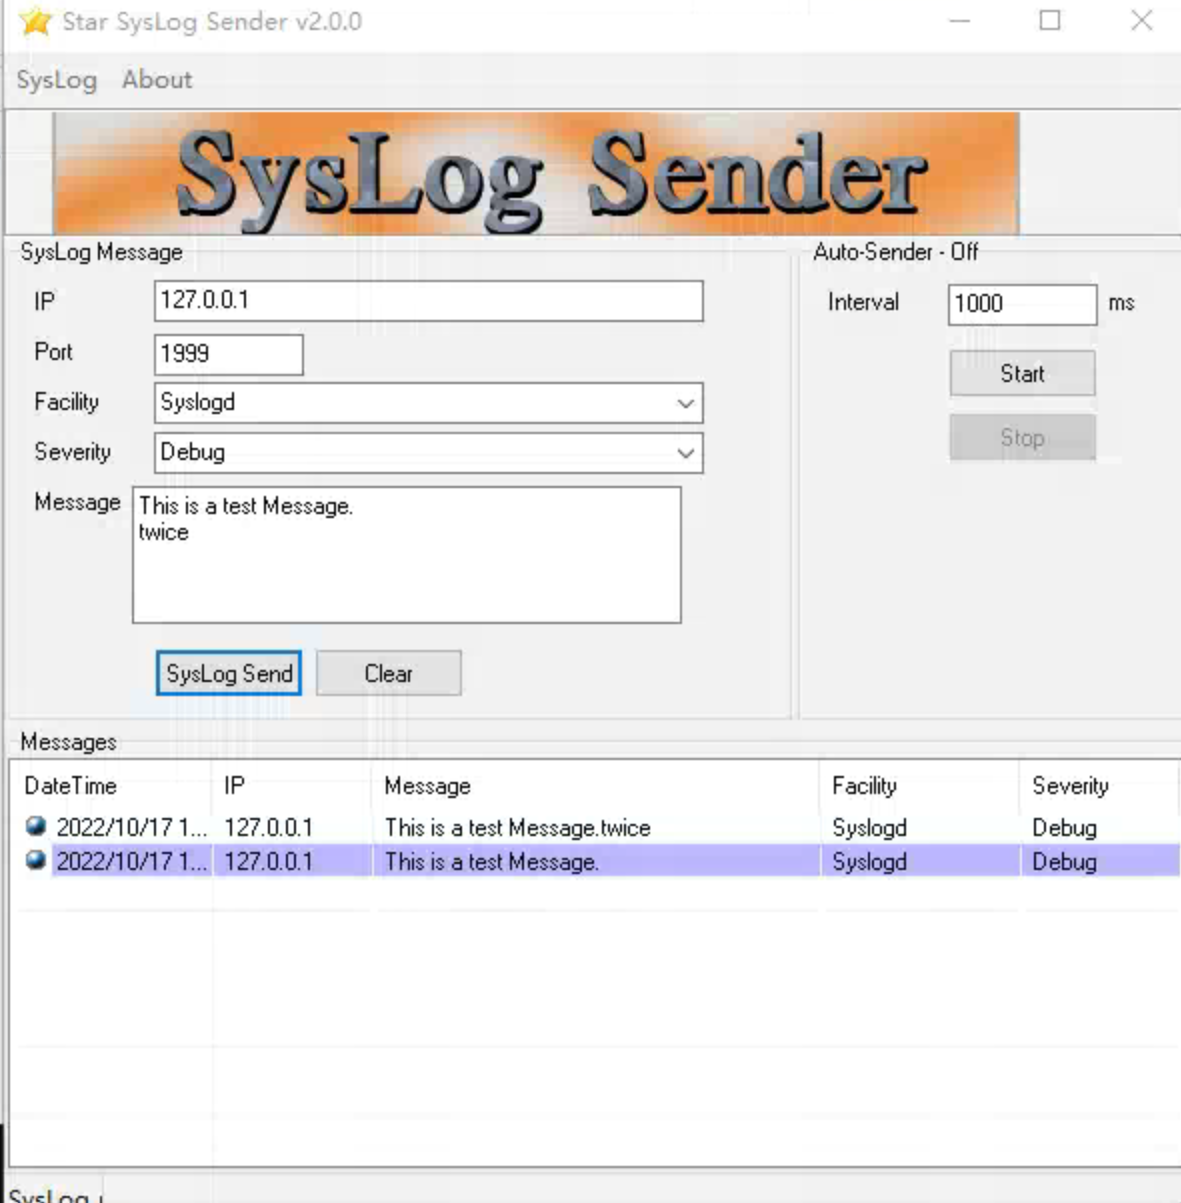 Star SysLog Sender v2.0.0
SysLog About
SysLog Sender
SysLog Message
IP 127.0.0.1
Port 1999
Facility Syslogd
Severity Debug
Message This is a test Message.
twice
SysLog Send Clear
Auto-Sender - Off
Interval 1000 ms
Start
Stop
Messages
DateTime IP Message Facility Severity
2022/10/17 1... 127.0.0.1 This is a test Message.twice Syslogd Debug
2022/10/17 1... 127.0.0.1 This is a test Message. Syslogd Debug
SysLog